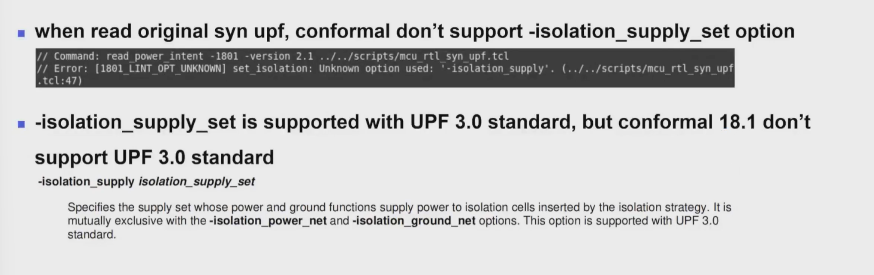 when read original syn upf, conformal don't support -isolation_supply_set option
// Command: read_power_intent -1801 -version 2.1 ../../scripts/mcu_rtl_syn_upf.tcl
// Error: [1801_LINT_OPT_UNKNOWN] set_isolation: Unknown option used: '-isolation_supply'. (../../scripts/mcu_rtl_syn_upf
.tcl:47)
-isolation_supply_set is supported with UPF 3.0 standard, but conformal 18.1 don't
support UPF 3.0 standard
-isolation_supply isolation_supply_set
Specifies the supply set whose power and ground functions supply power to isolation cells inserted by the isolation strategy. It is
mutually exclusive with the -isolation_power_net and -isolation_ground_net options. This option is supported with UPF 3.0
standard.